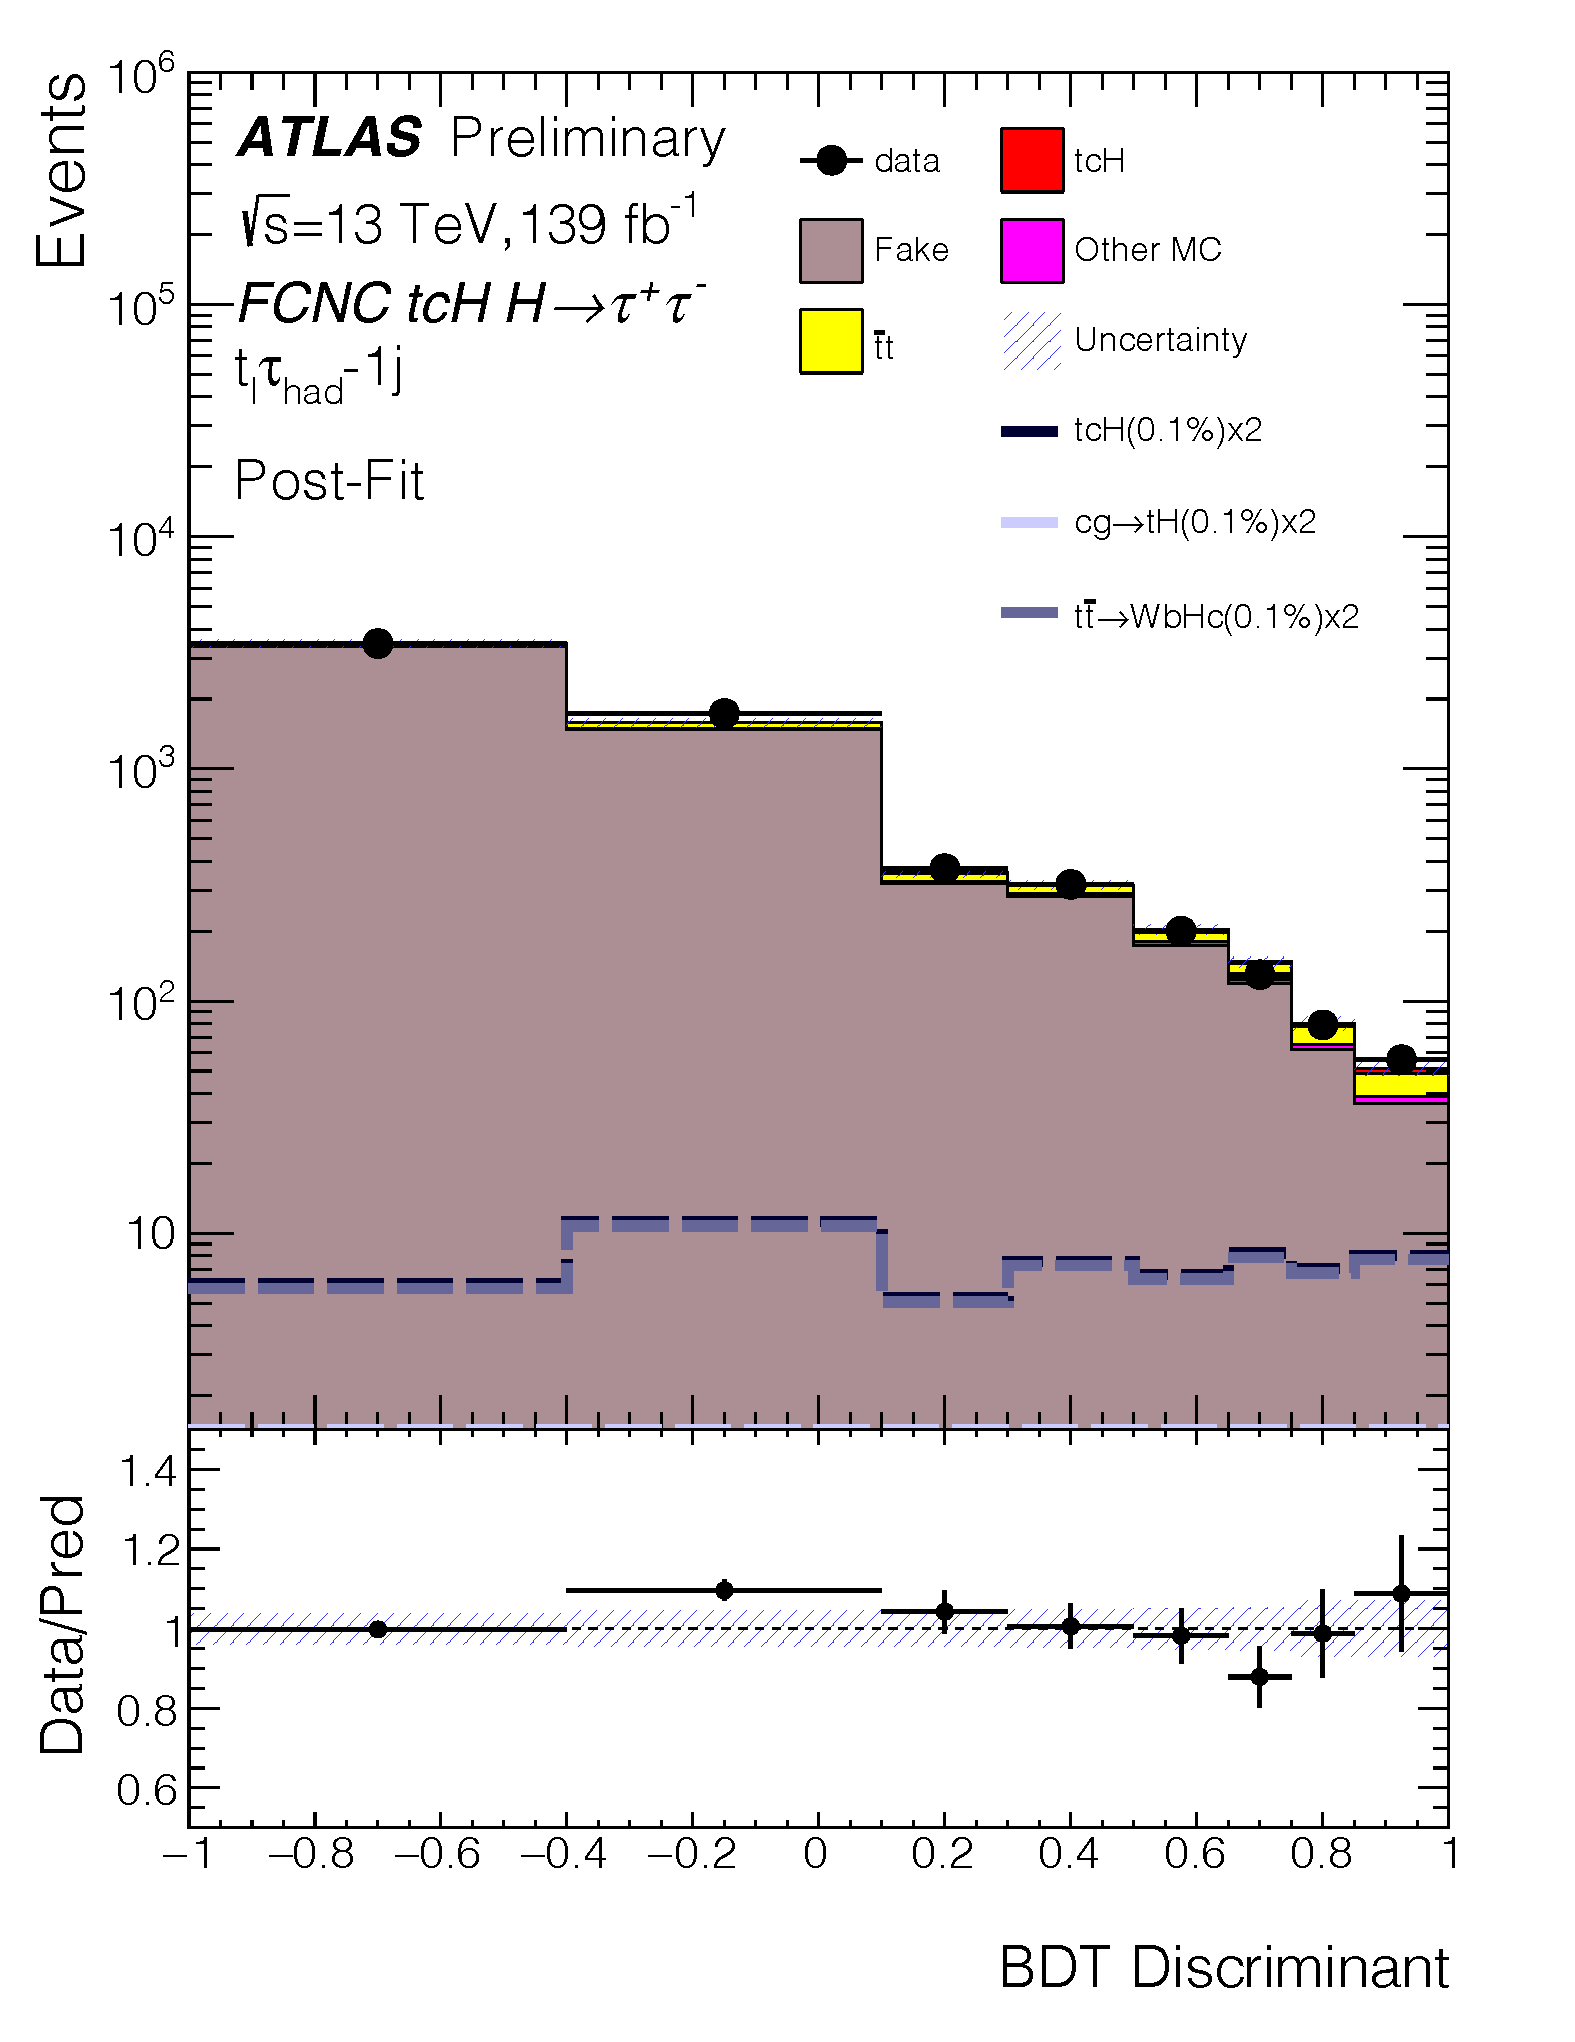 Events
10⁶
10⁵
10⁴
10³
10²
10
ATLAS Preliminary
√s=13 TeV,139 fb⁻¹
FCNC tcH H→τ⁺τ⁻
tₗτ_had-1j
Post-Fit
data
Fake
t̄t
tcH
Other MC
Uncertainty
tcH(0.1%)x2
cg→tH(0.1%)x2
tt̄→WbHc(0.1%)x2
Data/Pred
1.4
1.2
1
0.8
0.6
−1 −0.8 −0.6 −0.4 −0.2 0 0.2 0.4 0.6 0.8 1
BDT Discriminant